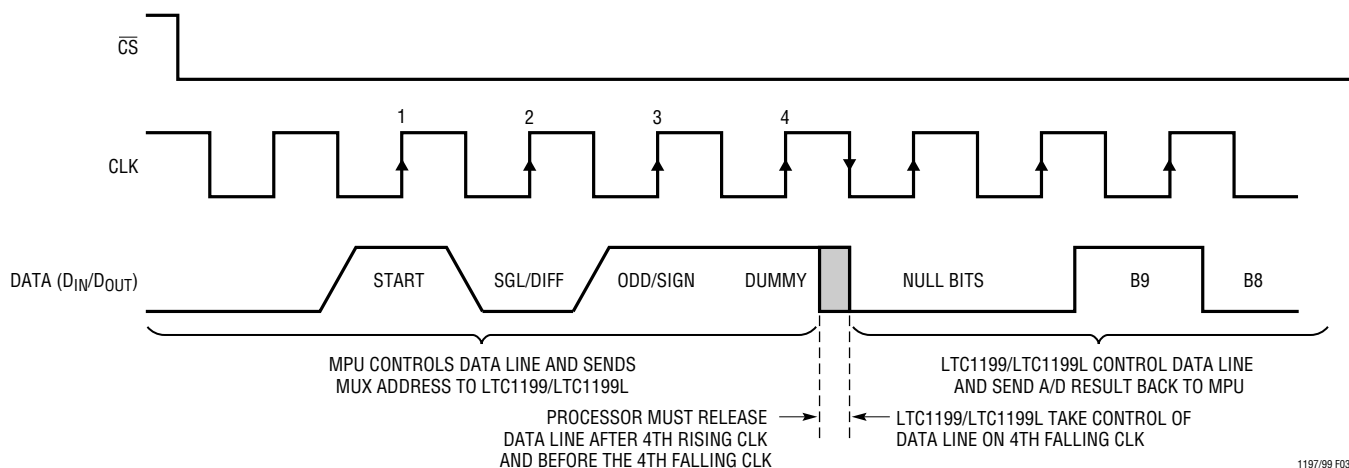 CS
1
2
3
4
CLK
DATA (DIN/DOUT)
START
SGL/DIFF
ODD/SIGN
DUMMY
NULL BITS
B9
B8
MPU CONTROLS DATA LINE AND SENDS
MUX ADDRESS TO LTC1199/LTC1199L
LTC1199/LTC1199L CONTROL DATA LINE
AND SEND A/D RESULT BACK TO MPU
PROCESSOR MUST RELEASE
DATA LINE AFTER 4TH RISING CLK
AND BEFORE THE 4TH FALLING CLK
LTC1199/LTC1199L TAKE CONTROL OF
DATA LINE ON 4TH FALLING CLK
1197/99 F03